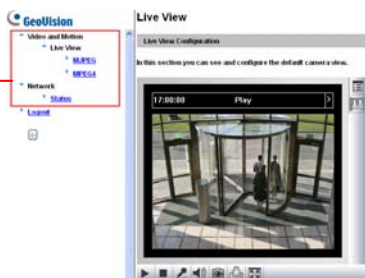 GeoVision
Video and Motion
Live View
MJPEG
MPEG4
Network
Status
Logout
Live View
Live View Configuration
In this section you can see and configure the default camera view.
17:00:00 Play >